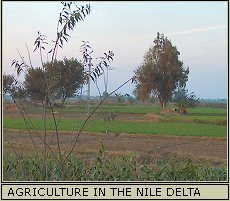 AGRICULTURE IN THE NILE DELTA